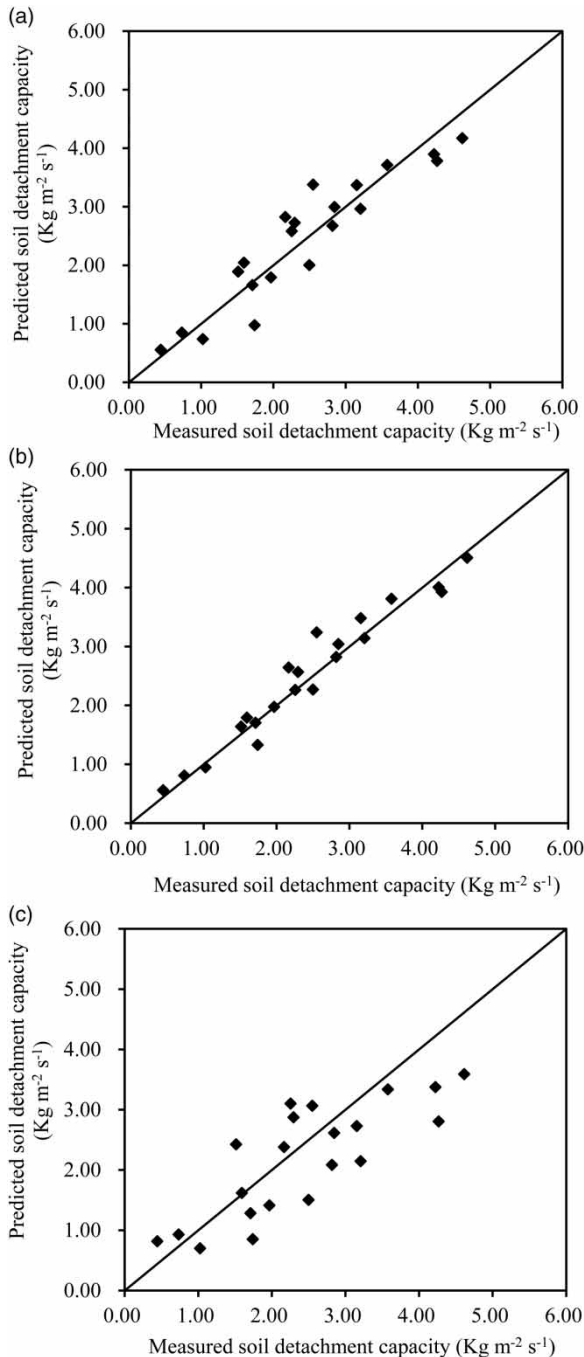 (a)
6.00
5.00
4.00
3.00
2.00
1.00
0.00
Predicted soil detachment capacity
(Kg m⁻² s⁻¹)
0.00 1.00 2.00 3.00 4.00 5.00 6.00
Measured soil detachment capacity (Kg m⁻² s⁻¹)
(b)
6.00
5.00
4.00
3.00
2.00
1.00
0.00
Predicted soil detachment capacity
(Kg m⁻² s⁻¹)
0.00 1.00 2.00 3.00 4.00 5.00 6.00
Measured soil detachment capacity (Kg m⁻² s⁻¹)
(c)
6.00
5.00
4.00
3.00
2.00
1.00
0.00
Predicted soil detachment capacity
(Kg m⁻² s⁻¹)
0.00 1.00 2.00 3.00 4.00 5.00 6.00
Measured soil detachment capacity (Kg m⁻² s⁻¹)